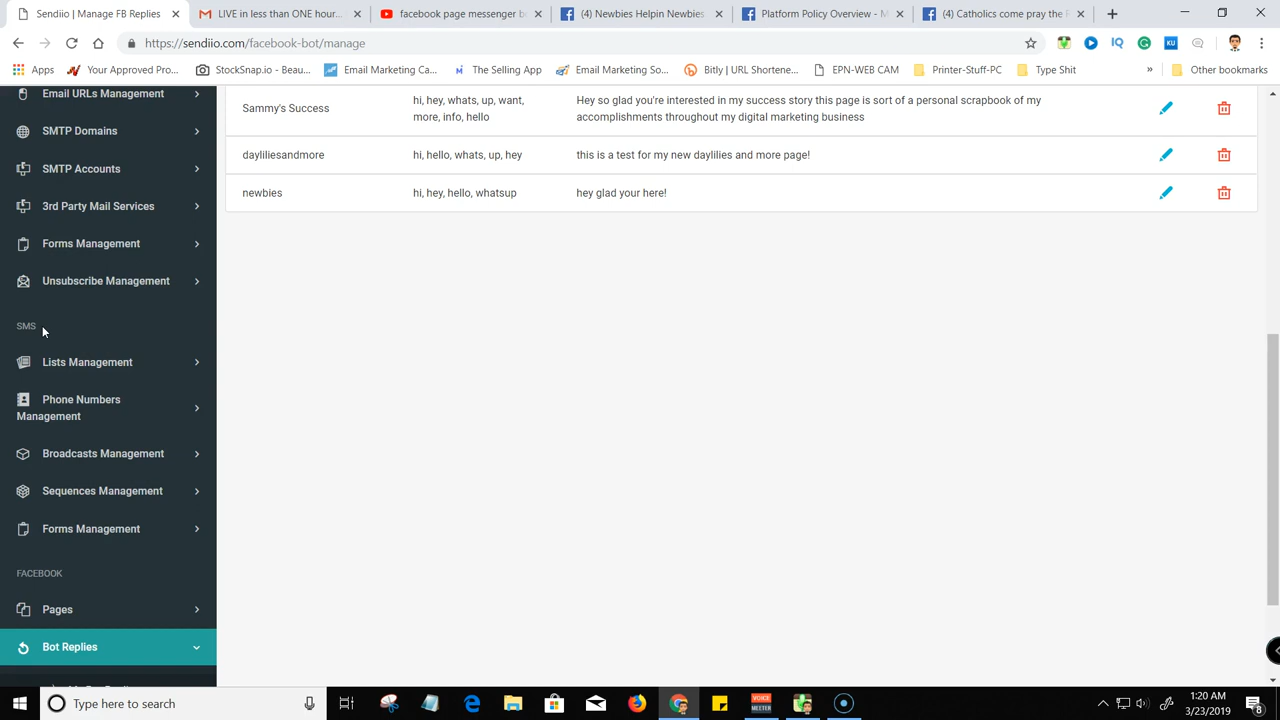 Sendiio | Manage FB Replies
LIVE in less than ONE hour...
facebook page messenger b
(4) Newbies Helpin Newbies
Platform Policy Overview - M
(4) Catholics come pray the R
https://sendiio.com/facebook-bot/manage
Apps
Your Approved Pro...
StockSnap.io - Beau...
Email Marketing Ca...
The Selling App
Email Marketing So...
Bitly | URL Shortene...
EPN-WEB CAM
Printer-Stuff-PC
Type Shit
»
Other bookmarks
Email URLs Management
SMTP Domains
SMTP Accounts
3rd Party Mail Services
Forms Management
Unsubscribe Management
SMS
Lists Management
Phone Numbers
Management
Broadcasts Management
Sequences Management
Forms Management
FACEBOOK
Pages
Bot Replies
Sammy's Success
hi, hey, whats, up, want,
more, info, hello
Hey so glad you're interested in my success story this page is sort of a personal scrapbook of my
accomplishments throughout my digital marketing business
dayliliesandmore
hi, hello, whats, up, hey
this is a test for my new daylilies and more page!
newbies
hi, hey, hello, whatsup
hey glad your here!
Type here to search
VOICE
MEETER
1:20 AM
3/23/2019
8